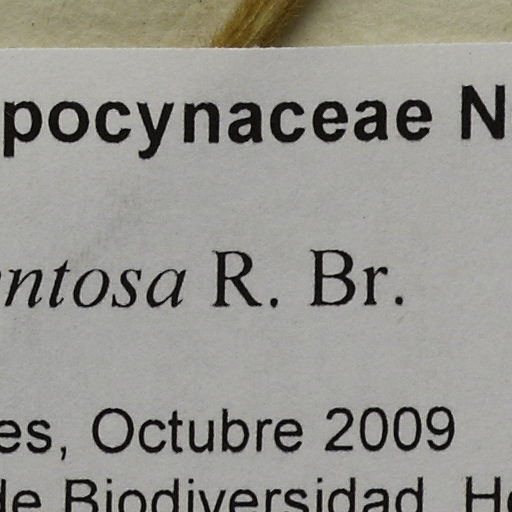 pocynaceae N
ntosa R. Br.
es, Octubre 2009
de Biodiversidad, H